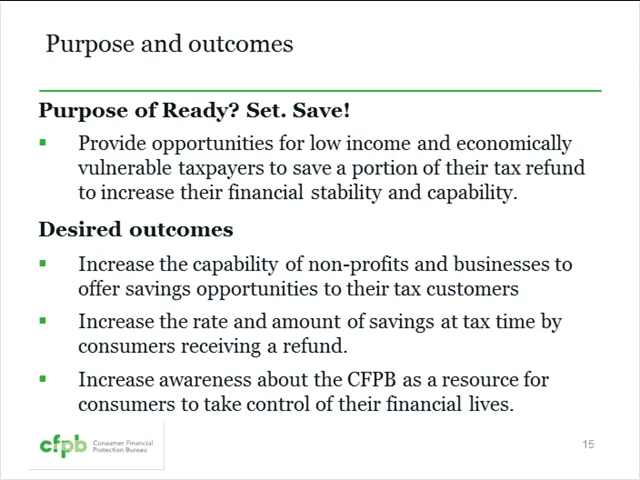 Purpose and outcomes
Purpose of Ready? Set. Save!
Provide opportunities for low income and economically
vulnerable taxpayers to save a portion of their tax refund
to increase their financial stability and capability.
Desired outcomes
Increase the capability of non-profits and businesses to
offer savings opportunities to their tax customers
Increase the rate and amount of savings at tax time by
consumers receiving a refund.
Increase awareness about the CFPB as a resource for
consumers to take control of their financial lives.
cfpb
Consumer Financial
Protection Bureau
15